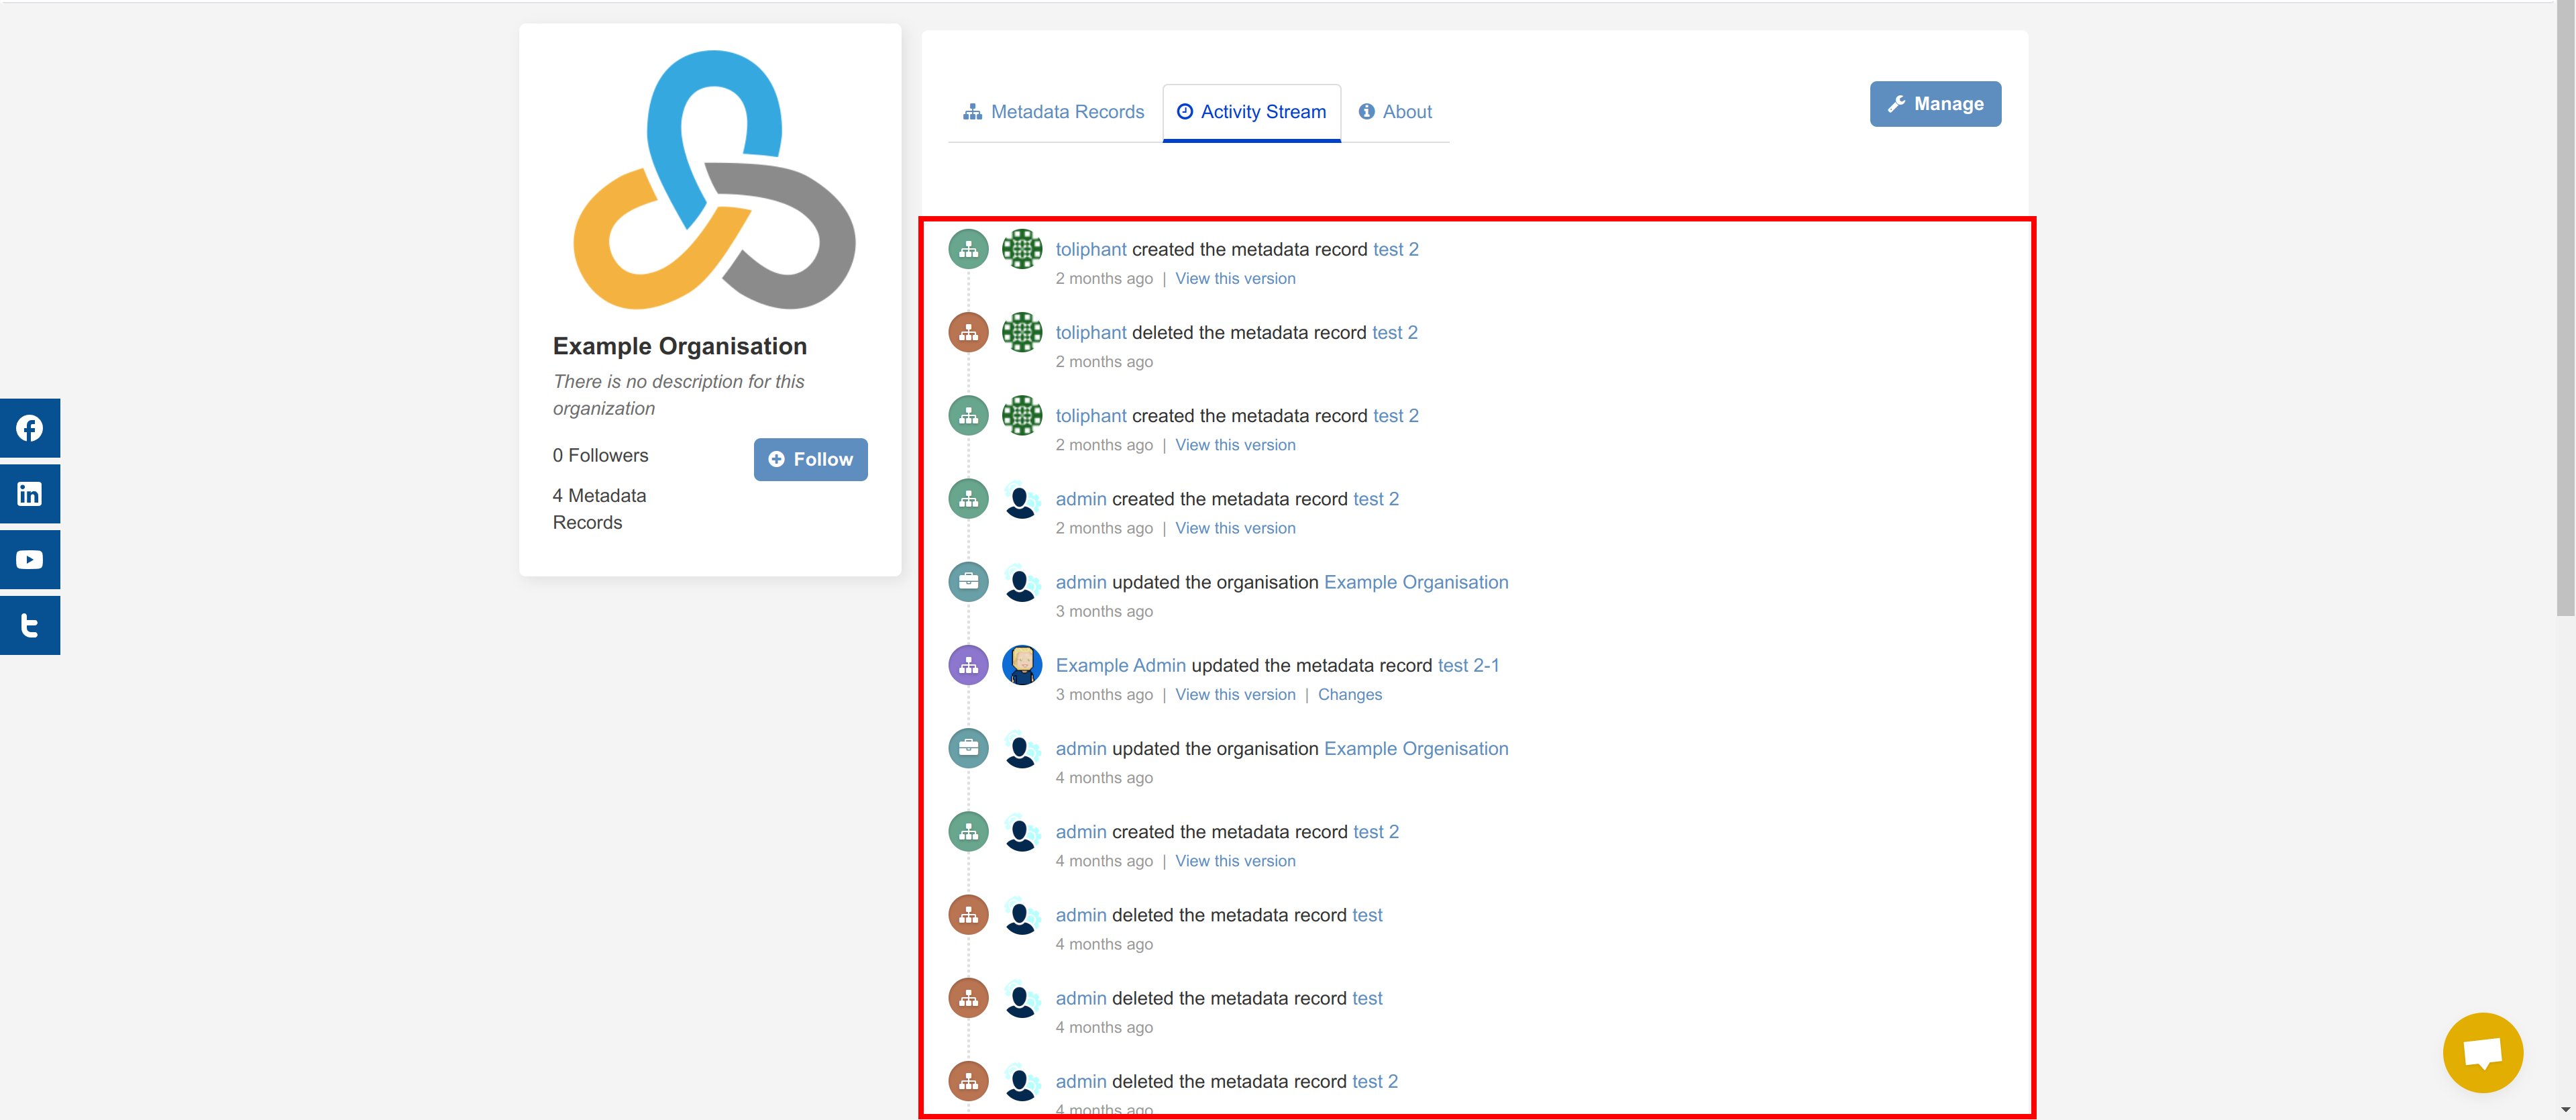 Example Organisation
There is no description for this
organization
0 Followers
Follow
4 Metadata
Records
Metadata Records
Activity Stream
About
Manage
toliphant created the metadata record test 2
2 months ago | View this version
toliphant deleted the metadata record test 2
2 months ago
toliphant created the metadata record test 2
2 months ago | View this version
admin created the metadata record test 2
2 months ago | View this version
admin updated the organisation Example Organisation
3 months ago
Example Admin updated the metadata record test 2-1
3 months ago | View this version | Changes
admin updated the organisation Example Orgenisation
4 months ago
admin created the metadata record test 2
4 months ago | View this version
admin deleted the metadata record test
4 months ago
admin deleted the metadata record test
4 months ago
admin deleted the metadata record test 2
4 months ago